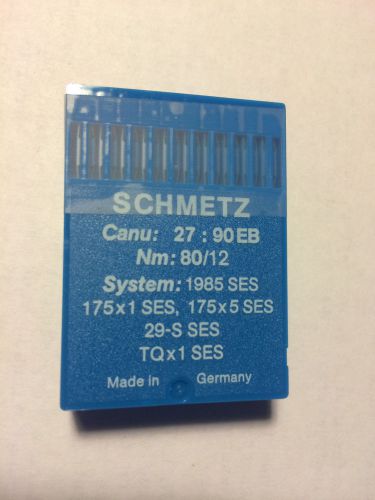 SCHMETZ
Canu: 27 : 90 EB
Nm: 80/12
System: 1985 SES
175x1 SES, 175x5 SES
29-S SES
TQx1 SES
Made in Germany